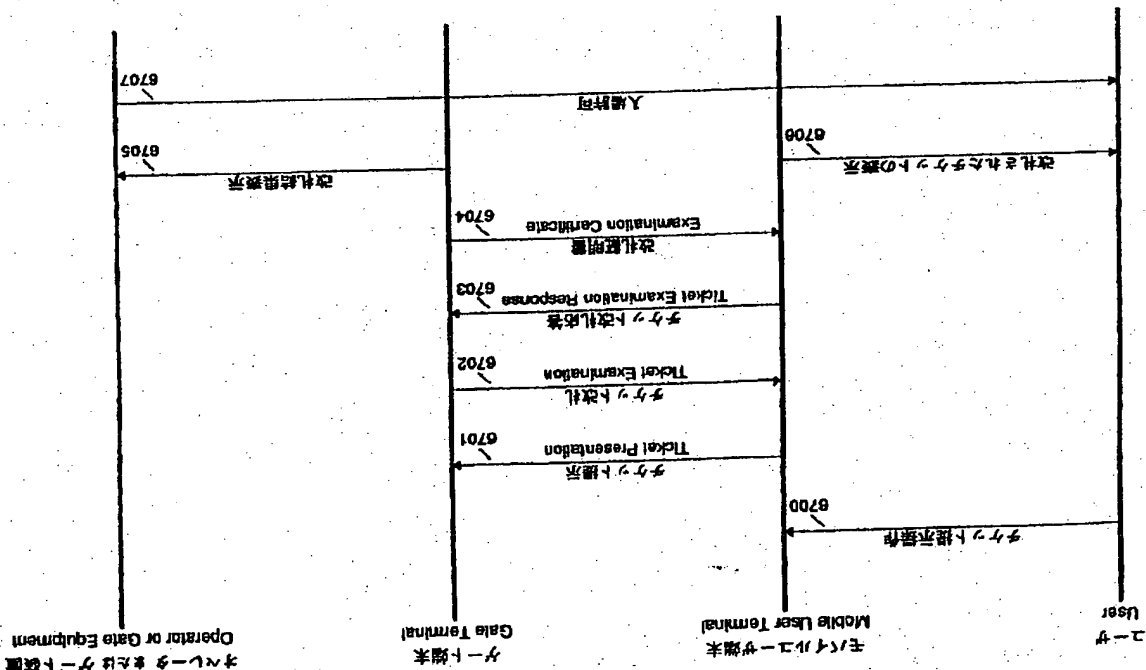 ユーザ
User
モバイルユーザ端末
Mobile User Terminal
ゲート端末
Gate Terminal
オペレータ または ゲート装置
Operator or Gate Equipment
チケット提示操作
6700
チケット提示
Ticket Presentation
6701
チケット改札
Ticket Examination
6702
チケット改札応答
Ticket Examination Response
6703
改札証明書
Examination Certificate
6704
改札されたチケットの表示
6706
改札結果表示
6705
入場許可
6707